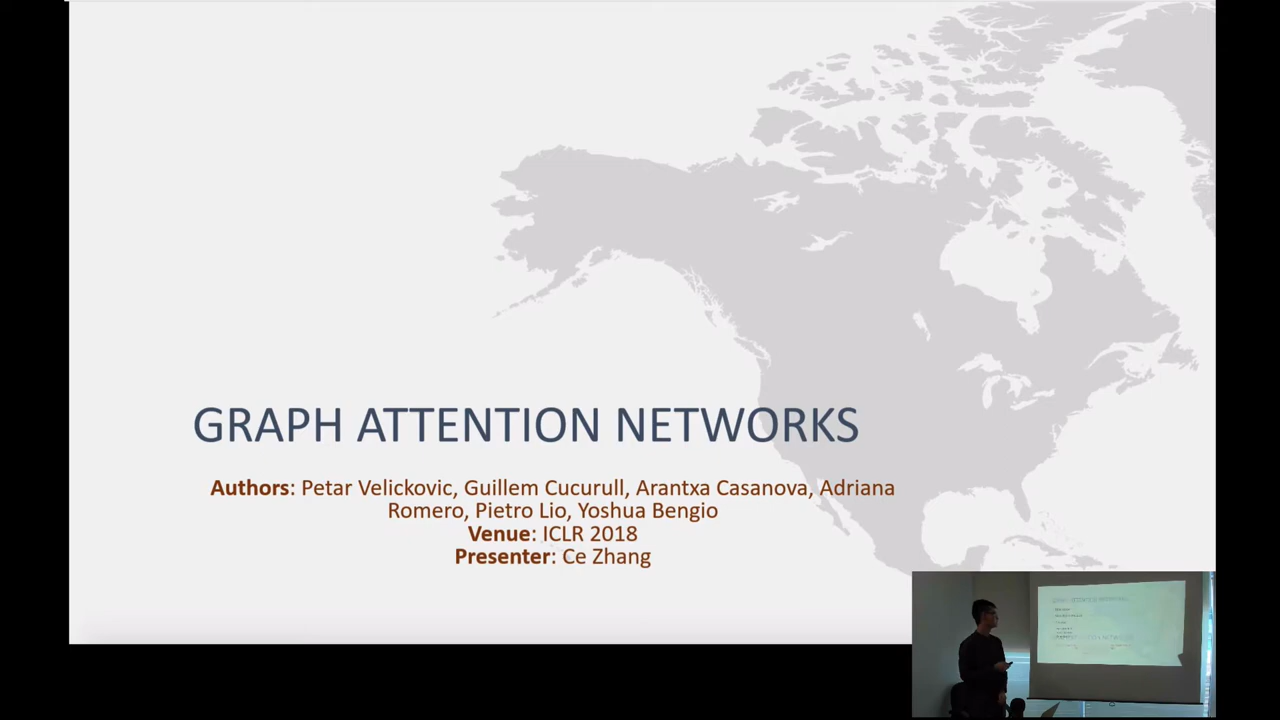 GRAPH ATTENTION NETWORKS
Authors: Petar Velickovic, Guillem Cucurull, Arantxa Casanova, Adriana
Romero, Pietro Lio, Yoshua Bengio
Venue: ICLR 2018
Presenter: Ce Zhang